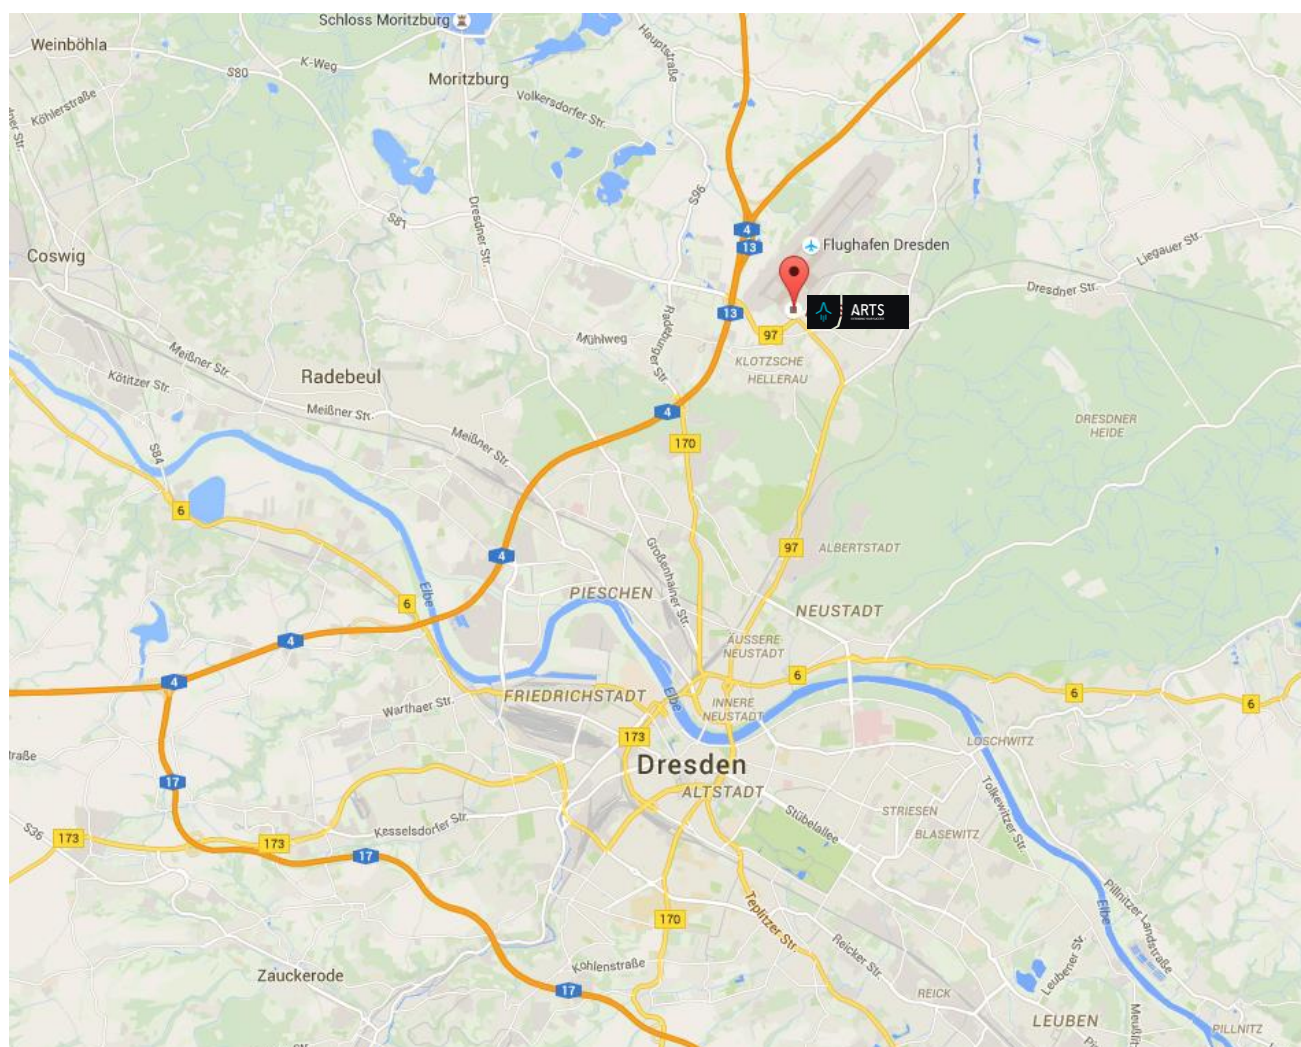 Schloss Moritzburg
Weinböhla
Hauptstraße
S80
K-Weg
Moritzburg
Köhlerstraße
Volkersdorfer Str.
S96
S81
Dresdner Str.
4
13
Flughafen Dresden
Liegauer Str.
Coswig
Dresdner Str.
13
ARTS
Radeburger Str.
97
Mühlweg
Meißner Str.
KLOTZSCHE
HELLERAU
Kötitzer Str.
Radebeul
Meißner Str.
4
DRESDNER
HEIDE
Meißner Str.
170
S84
6
4
97
ALBERTSTADT
Großenhainer Str.
Elbe
PIESCHEN
6
NEUSTADT
4
ÄUSSERE
NEUSTADT
4
6
6
FRIEDRICHSTADT
Elbe
Warthaer Str.
INNERE
NEUSTADT
6
173
LOSCHWITZ
traße
Dresden
17
ALTSTADT
Tolkewitzer Str.
Stübelallee
STRIESEN
S36
173
173
Kesselsdorfer Str.
BLASEWITZ
17
Pillnitzer Landstraße
Elbe
170
Teplitzer Str.
Reicker Str.
Leubener Str.
Zauckerode
Kohlenstraße
17
REICK
LEUBEN
Meußlit
PILLNITZ